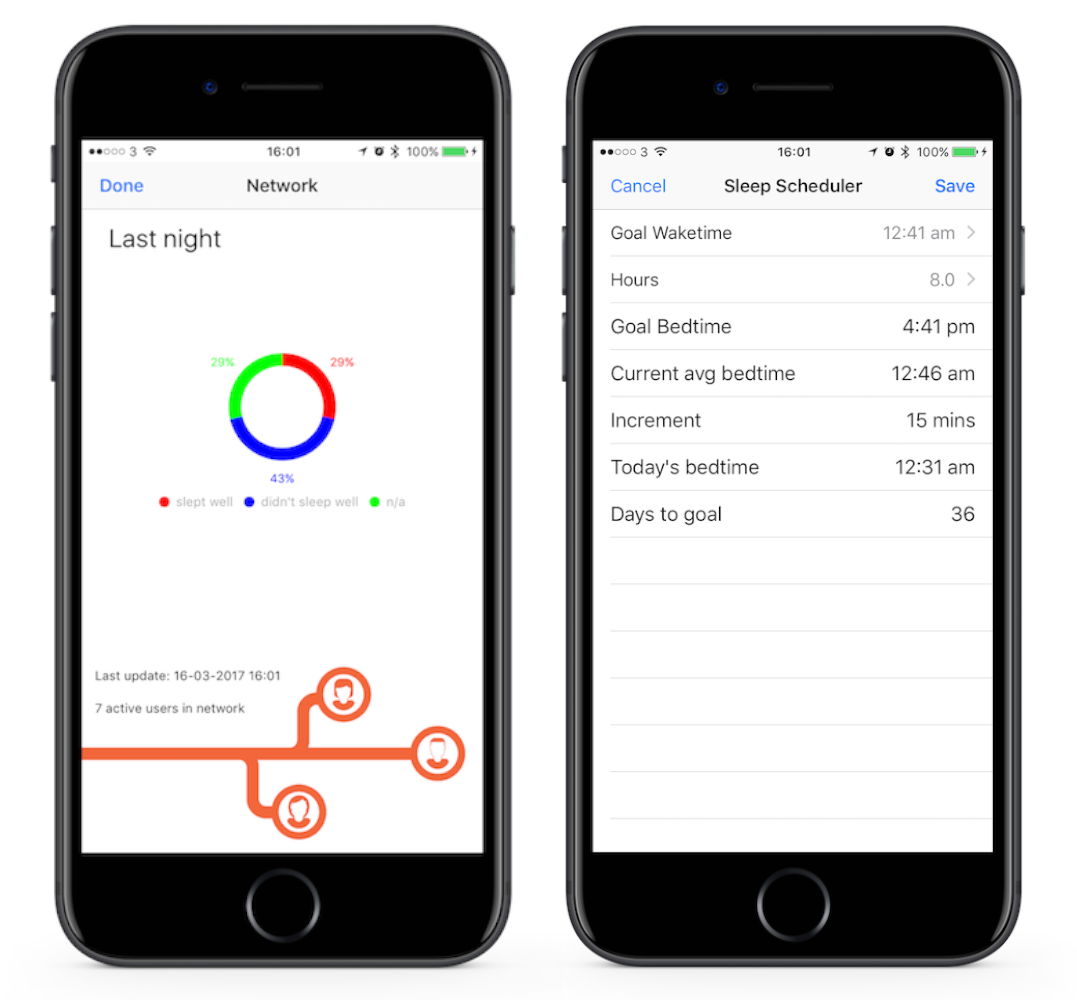 3 16:01 100%
Done Network
Last night
29% 29%
43%
slept well didn't sleep well n/a
Last update: 16-03-2017 16:01
7 active users in network
3 16:01 100%
Cancel Sleep Scheduler Save
Goal Waketime 12:41 am
Hours 8.0
Goal Bedtime 4:41 pm
Current avg bedtime 12:46 am
Increment 15 mins
Today's bedtime 12:31 am
Days to goal 36